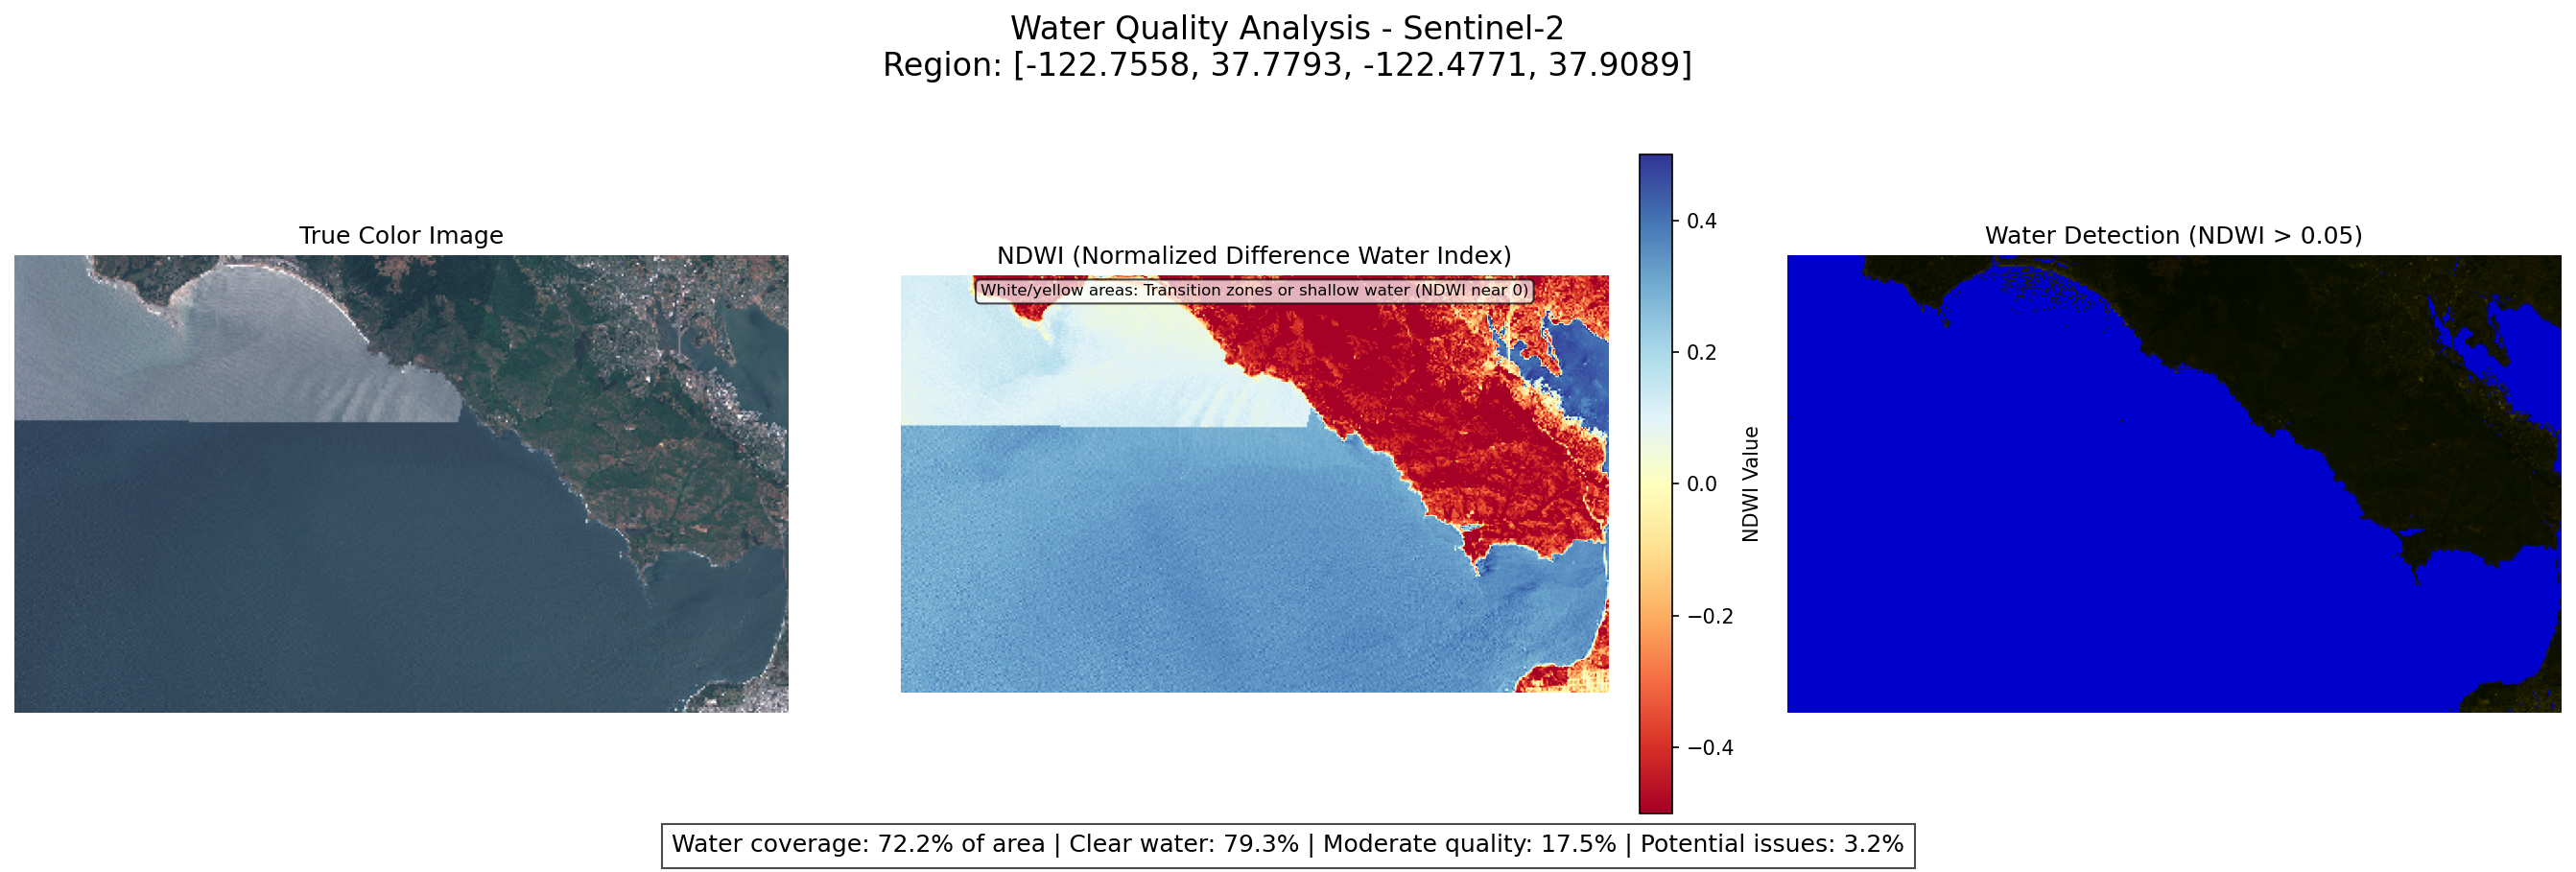 Water Quality Analysis - Sentinel-2
Region: [-122.7558, 37.7793, -122.4771, 37.9089]
True Color Image
NDWI (Normalized Difference Water Index)
White/yellow areas: Transition zones or shallow water (NDWI near 0)
0.4
0.2
0.0
−0.2
−0.4
NDWI Value
Water Detection (NDWI > 0.05)
Water coverage: 72.2% of area | Clear water: 79.3% | Moderate quality: 17.5% | Potential issues: 3.2%